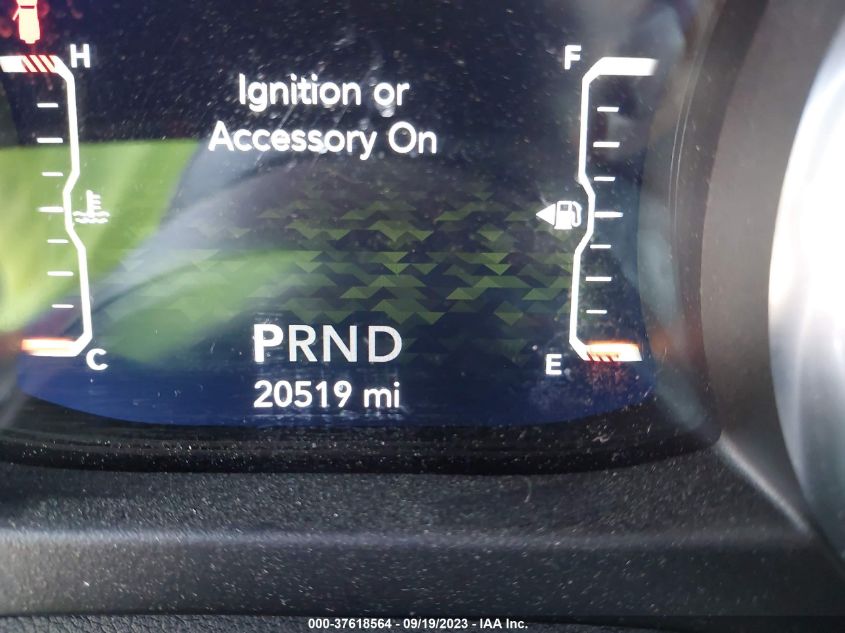 H
F
Ignition or
Accessory On
PRND
C
E
20519 mi
000-37618564 - 09/19/2023 - IAA Inc.